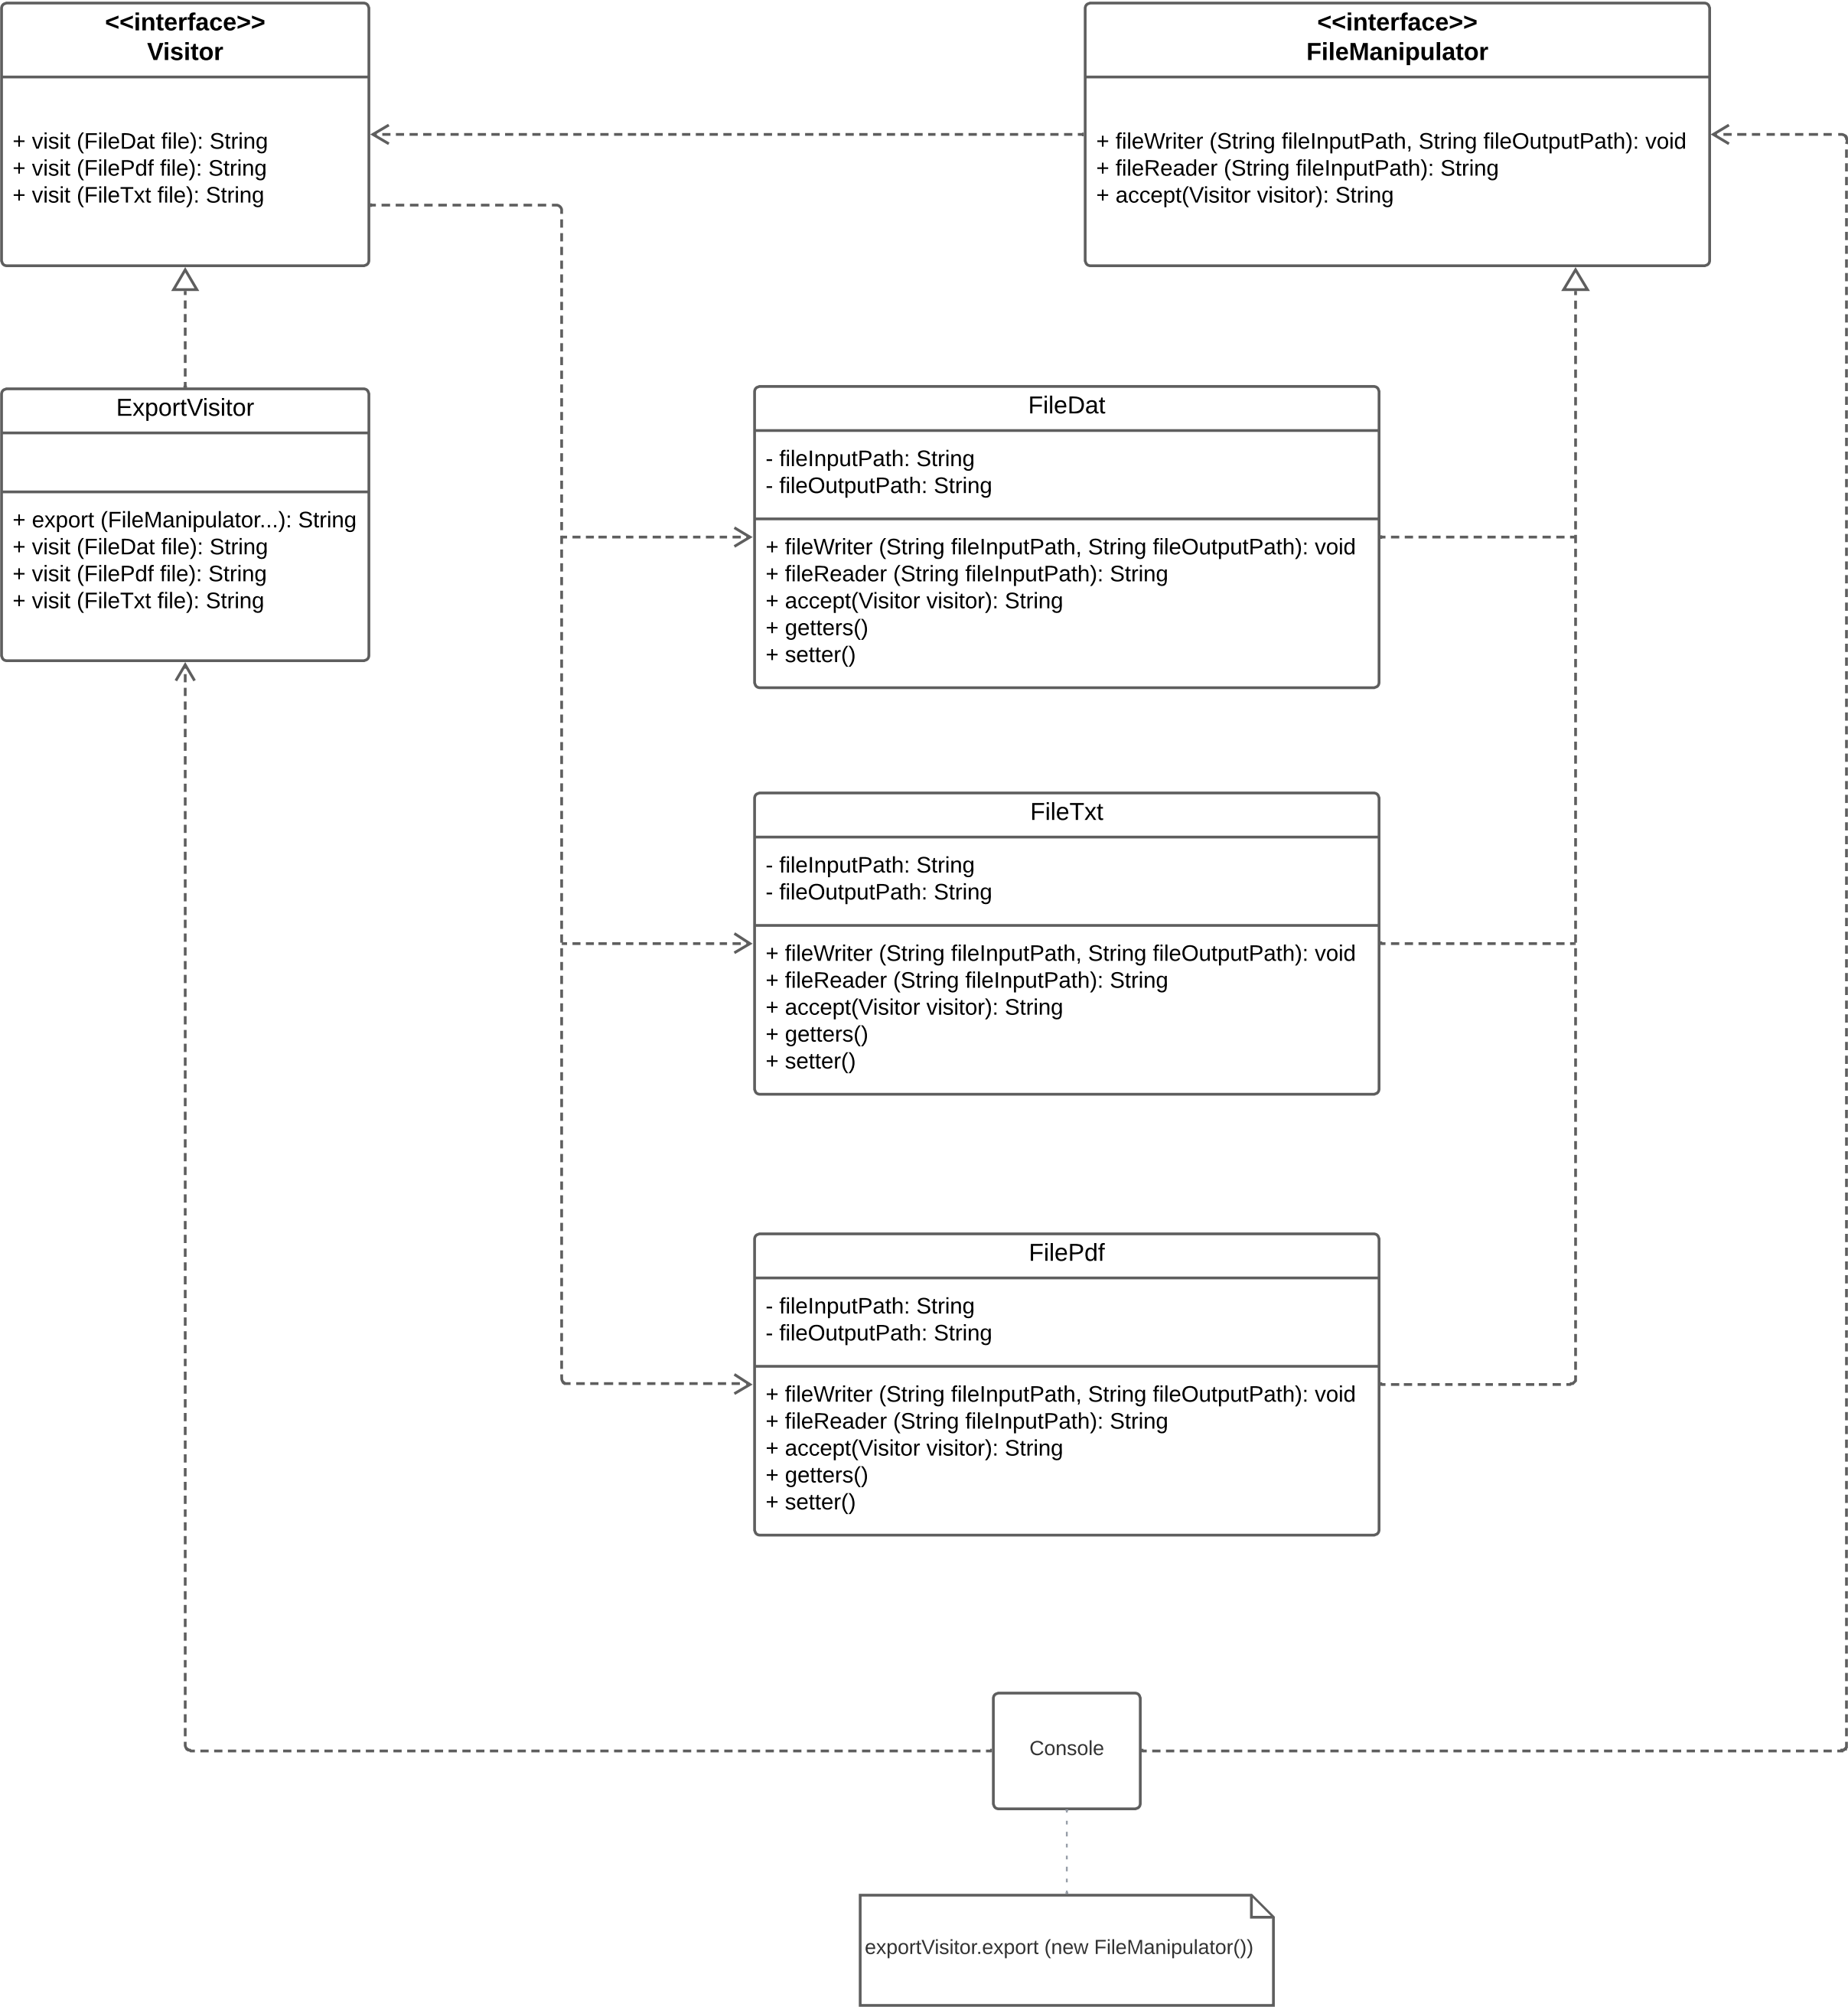 <<interface>>
Visitor
+ visit (FileDat file): String
+ visit (FilePdf file): String
+ visit (FileTxt file): String
<<interface>>
FileManipulator
+ fileWriter (String fileInputPath, String fileOutputPath): void
+ fileReader (String fileInputPath): String
+ accept(Visitor visitor): String
ExportVisitor
+ export (FileManipulator...): String
+ visit (FileDat file): String
+ visit (FilePdf file): String
+ visit (FileTxt file): String
FileDat
- fileInputPath: String
- fileOutputPath: String
+ fileWriter (String fileInputPath, String fileOutputPath): void
+ fileReader (String fileInputPath): String
+ accept(Visitor visitor): String
+ getters()
+ setter()
FileTxt
- fileInputPath: String
- fileOutputPath: String
+ fileWriter (String fileInputPath, String fileOutputPath): void
+ fileReader (String fileInputPath): String
+ accept(Visitor visitor): String
+ getters()
+ setter()
FilePdf
- fileInputPath: String
- fileOutputPath: String
+ fileWriter (String fileInputPath, String fileOutputPath): void
+ fileReader (String fileInputPath): String
+ accept(Visitor visitor): String
+ getters()
+ setter()
Console
exportVisitor.export (new FileManipulator())